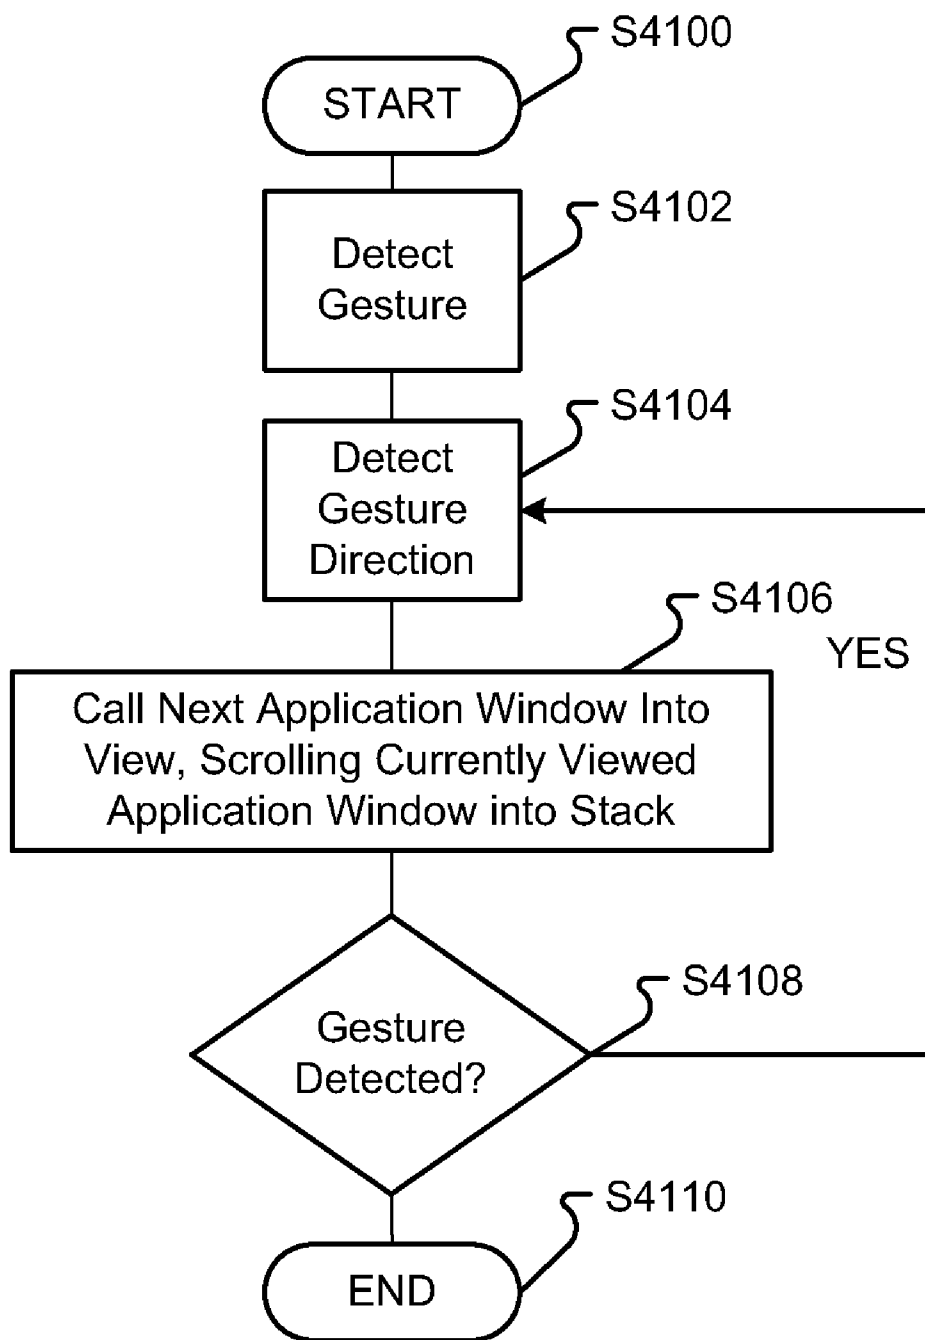 S4100
START
S4102
Detect
Gesture
S4104
Detect
Gesture
Direction
S4106
YES
Call Next Application Window Into
View, Scrolling Currently Viewed
Application Window into Stack
S4108
Gesture
Detected?
S4110
END